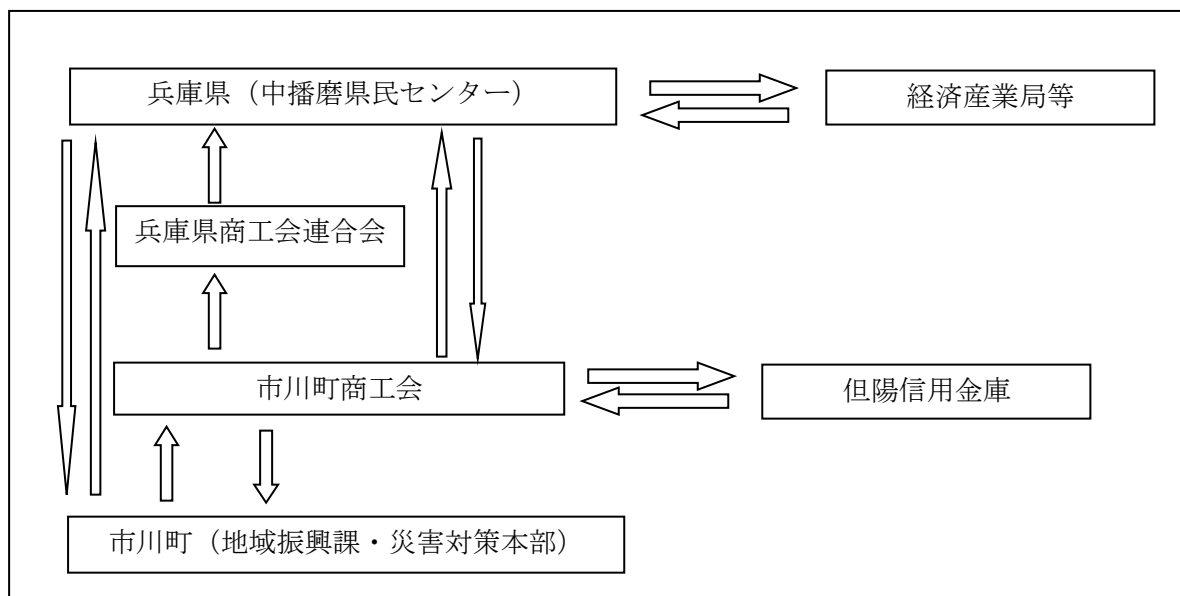 兵庫県（中播磨県民センター）
経済産業局等
兵庫県商工会連合会
市川町商工会
但陽信用金庫
市川町（地域振興課・災害対策本部）